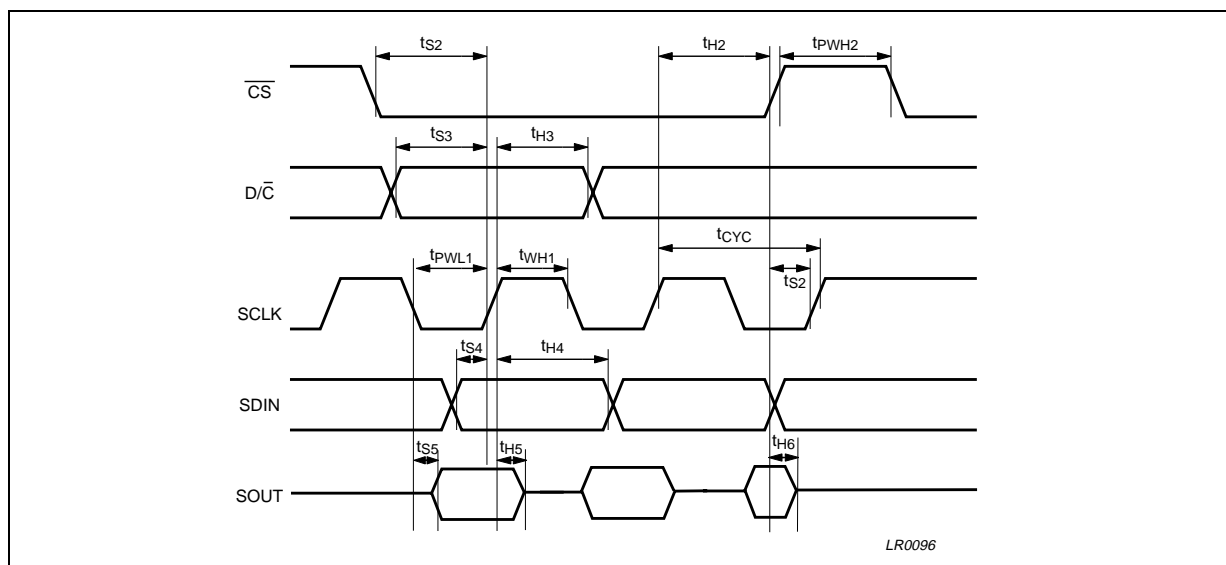 tS2
tH2
tPWH2
CS
tS3
tH3
D/C
tCYC
tPWL1
tWH1
tS2
SCLK
tS4
tH4
SDIN
tS5
tH5
tH6
SOUT
LR0096